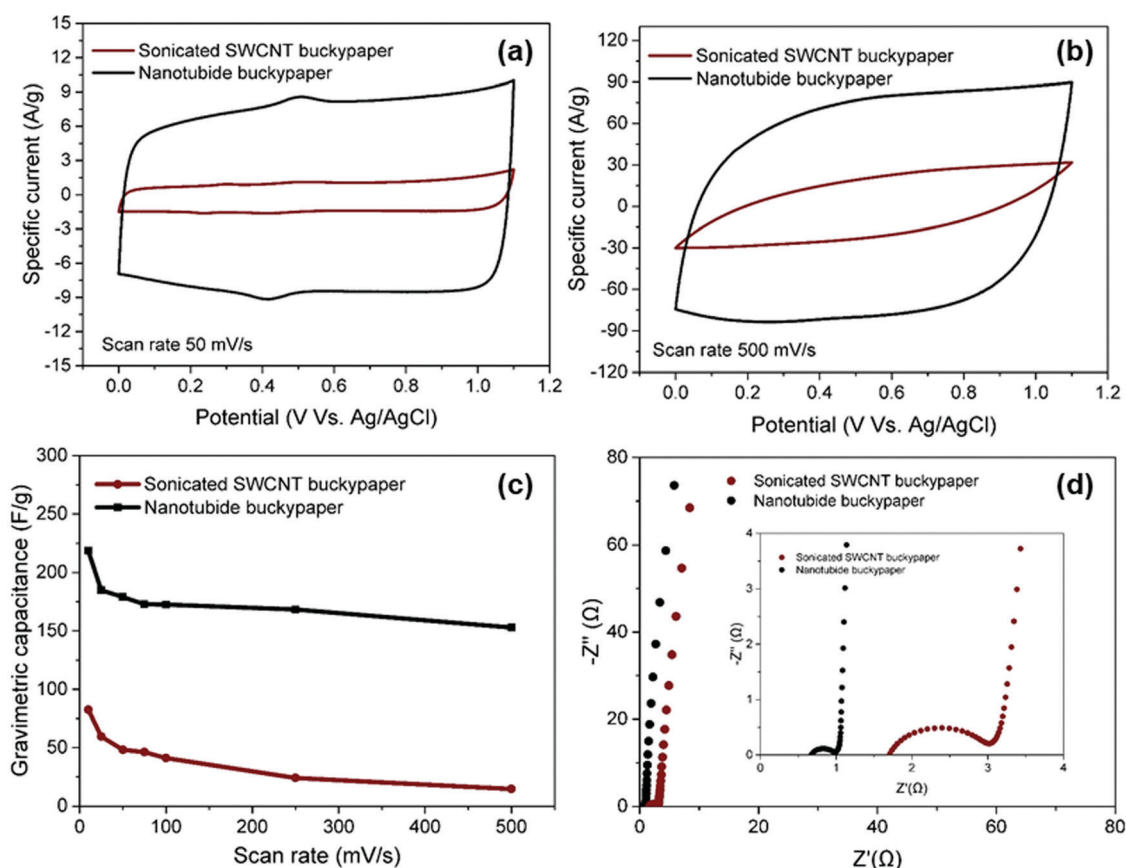 15
12
9
6
3
0
-3
-6
-9
-12
-15
Specific current (A/g)
Sonicated SWCNT buckypaper
Nanotubide buckypaper
(a)
Scan rate 50 mV/s
0.0 0.2 0.4 0.6 0.8 1.0 1.2
Potential (V Vs. Ag/AgCl)
120
90
60
30
0
-30
-60
-90
-120
Specific current (A/g)
Sonicated SWCNT buckypaper
Nanotubide buckypaper
(b)
Scan rate 500 mV/s
0.0 0.2 0.4 0.6 0.8 1.0 1.2
Potential (V Vs. Ag/AgCl)
300
250
200
150
100
50
0
Gravimetric capacitance (F/g)
Sonicated SWCNT buckypaper
Nanotubide buckypaper
(c)
0 100 200 300 400 500
Scan rate (mV/s)
80
60
40
20
0
-Z'' (Ω)
Sonicated SWCNT buckypaper
Nanotubide buckypaper
(d)
4
3
2
1
0
-Z'' (Ω)
Sonicated SWCNT buckypaper
Nanotubide buckypaper
0 1 2 3 4
Z'(Ω)
0 20 40 60 80
Z'(Ω)